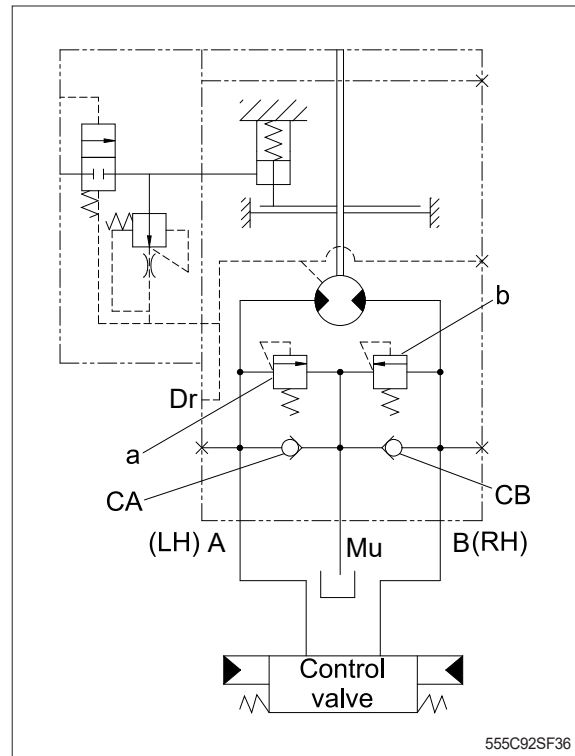 b
Dr
a
CA
CB
(LH) A
Mu
B(RH)
Control
valve
555C92SF36